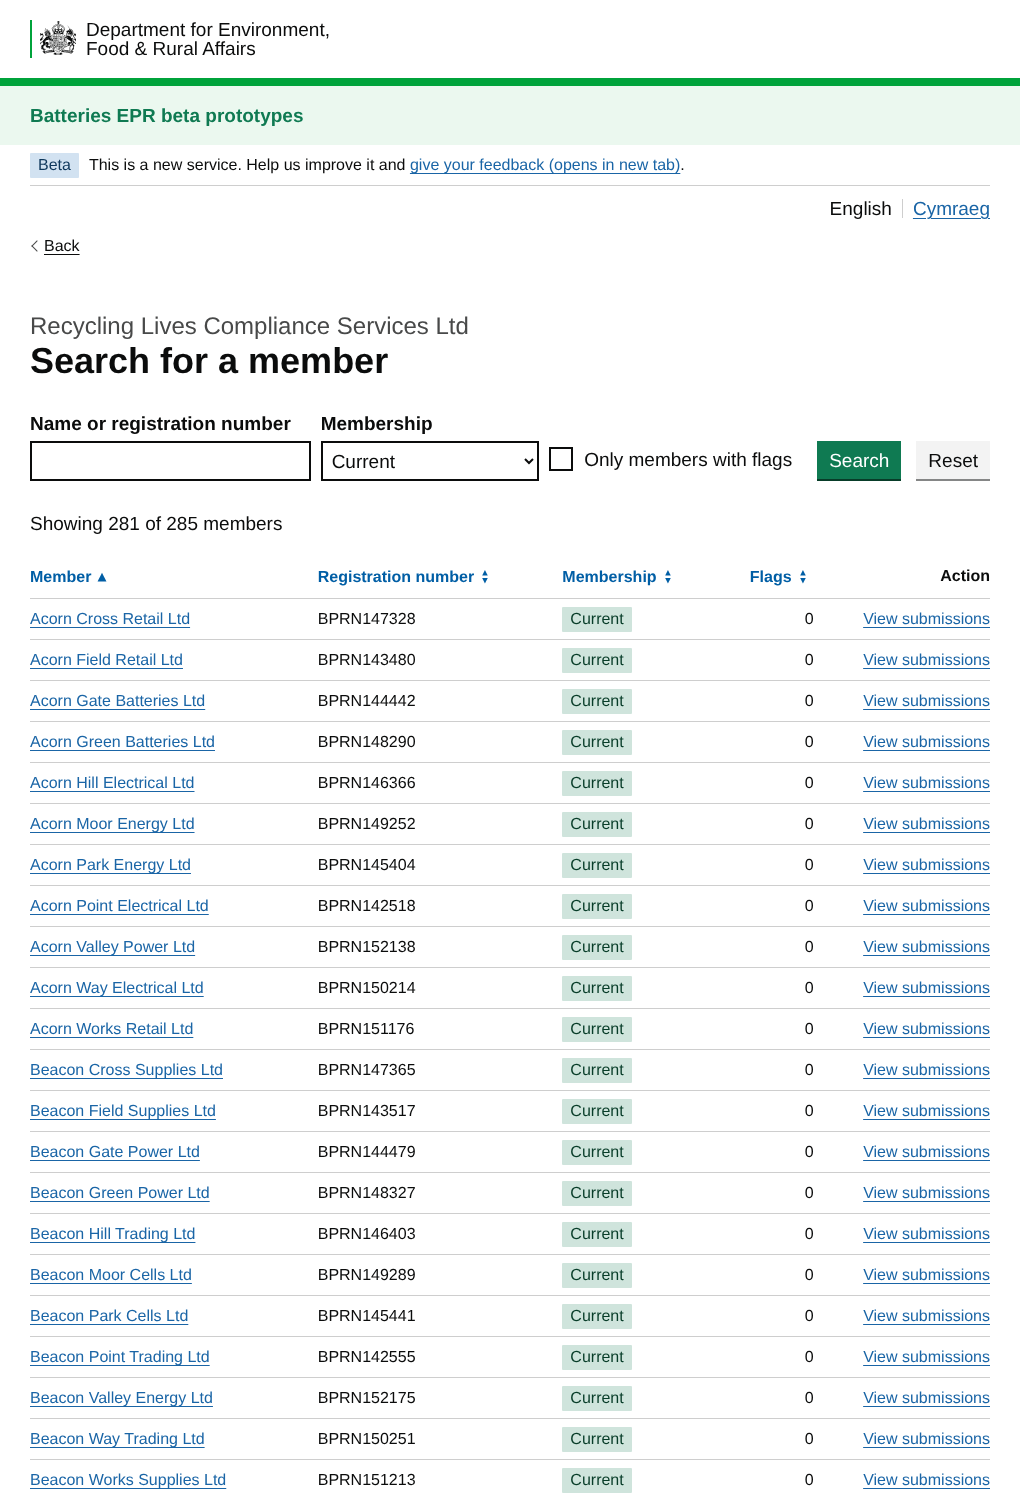 Department for Environment,
Food & Rural Affairs
Batteries EPR beta prototypes
Beta This is a new service. Help us improve it and give your feedback (opens in new tab).
English Cymraeg
Back
Recycling Lives Compliance Services Ltd
Search for a member
Name or registration number Membership
Current Only members with flags Search Reset
Showing 281 of 285 members
Member Registration number Membership Flags Action
Acorn Cross Retail Ltd BPRN147328 Current 0 View submissions
Acorn Field Retail Ltd BPRN143480 Current 0 View submissions
Acorn Gate Batteries Ltd BPRN144442 Current 0 View submissions
Acorn Green Batteries Ltd BPRN148290 Current 0 View submissions
Acorn Hill Electrical Ltd BPRN146366 Current 0 View submissions
Acorn Moor Energy Ltd BPRN149252 Current 0 View submissions
Acorn Park Energy Ltd BPRN145404 Current 0 View submissions
Acorn Point Electrical Ltd BPRN142518 Current 0 View submissions
Acorn Valley Power Ltd BPRN152138 Current 0 View submissions
Acorn Way Electrical Ltd BPRN150214 Current 0 View submissions
Acorn Works Retail Ltd BPRN151176 Current 0 View submissions
Beacon Cross Supplies Ltd BPRN147365 Current 0 View submissions
Beacon Field Supplies Ltd BPRN143517 Current 0 View submissions
Beacon Gate Power Ltd BPRN144479 Current 0 View submissions
Beacon Green Power Ltd BPRN148327 Current 0 View submissions
Beacon Hill Trading Ltd BPRN146403 Current 0 View submissions
Beacon Moor Cells Ltd BPRN149289 Current 0 View submissions
Beacon Park Cells Ltd BPRN145441 Current 0 View submissions
Beacon Point Trading Ltd BPRN142555 Current 0 View submissions
Beacon Valley Energy Ltd BPRN152175 Current 0 View submissions
Beacon Way Trading Ltd BPRN150251 Current 0 View submissions
Beacon Works Supplies Ltd BPRN151213 Current 0 View submissions